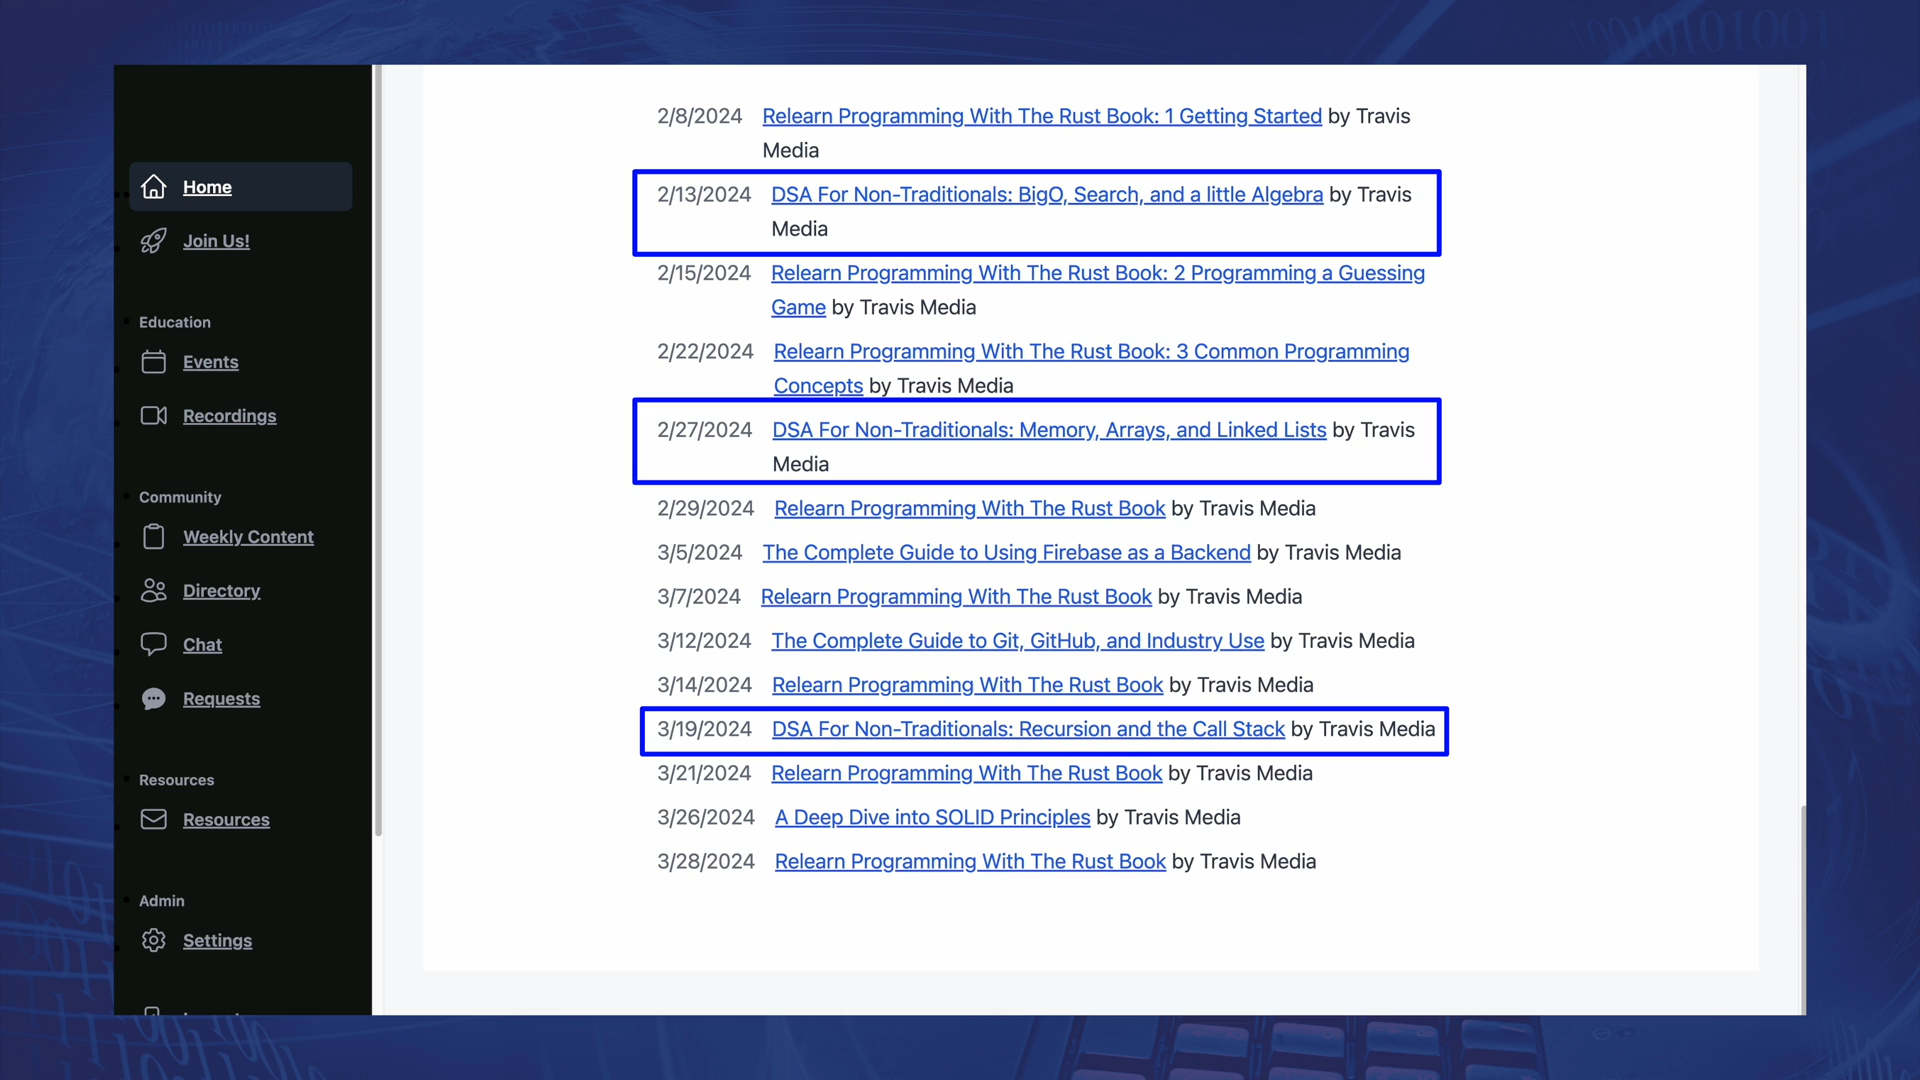 Home
Join Us!
Education
Events
Recordings
Community
Weekly Content
Directory
Chat
Requests
Resources
Resources
Admin
Settings
2/8/2024 Relearn Programming With The Rust Book: 1 Getting Started by Travis
Media
2/13/2024 DSA For Non-Traditionals: BigO, Search, and a little Algebra by Travis
Media
2/15/2024 Relearn Programming With The Rust Book: 2 Programming a Guessing
Game by Travis Media
2/22/2024 Relearn Programming With The Rust Book: 3 Common Programming
Concepts by Travis Media
2/27/2024 DSA For Non-Traditionals: Memory, Arrays, and Linked Lists by Travis
Media
2/29/2024 Relearn Programming With The Rust Book by Travis Media
3/5/2024 The Complete Guide to Using Firebase as a Backend by Travis Media
3/7/2024 Relearn Programming With The Rust Book by Travis Media
3/12/2024 The Complete Guide to Git, GitHub, and Industry Use by Travis Media
3/14/2024 Relearn Programming With The Rust Book by Travis Media
3/19/2024 DSA For Non-Traditionals: Recursion and the Call Stack by Travis Media
3/21/2024 Relearn Programming With The Rust Book by Travis Media
3/26/2024 A Deep Dive into SOLID Principles by Travis Media
3/28/2024 Relearn Programming With The Rust Book by Travis Media